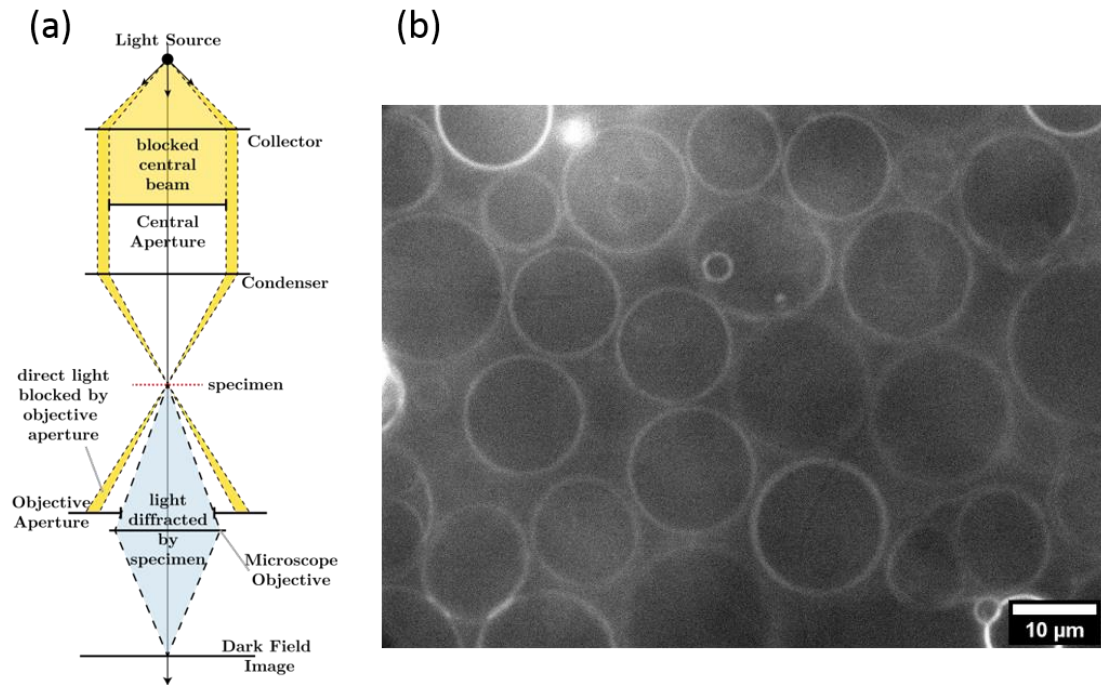 (a)
(b)
Light Source
Collector
blocked
central
beam
Central
Aperture
Condenser
specimen
direct light
blocked by
objective
aperture
Objective
Aperture
light
diffracted
by
specimen
Microscope
Objective
Dark Field
Image
10 µm